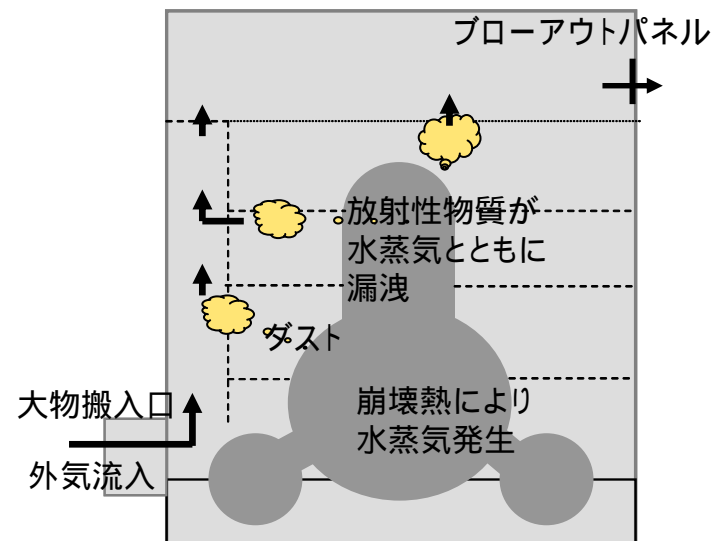 ブローアウトパネル
放射性物質が
水蒸気とともに
漏洩
ダスト
大物搬入口
外気流入
崩壊熱により
水蒸気発生